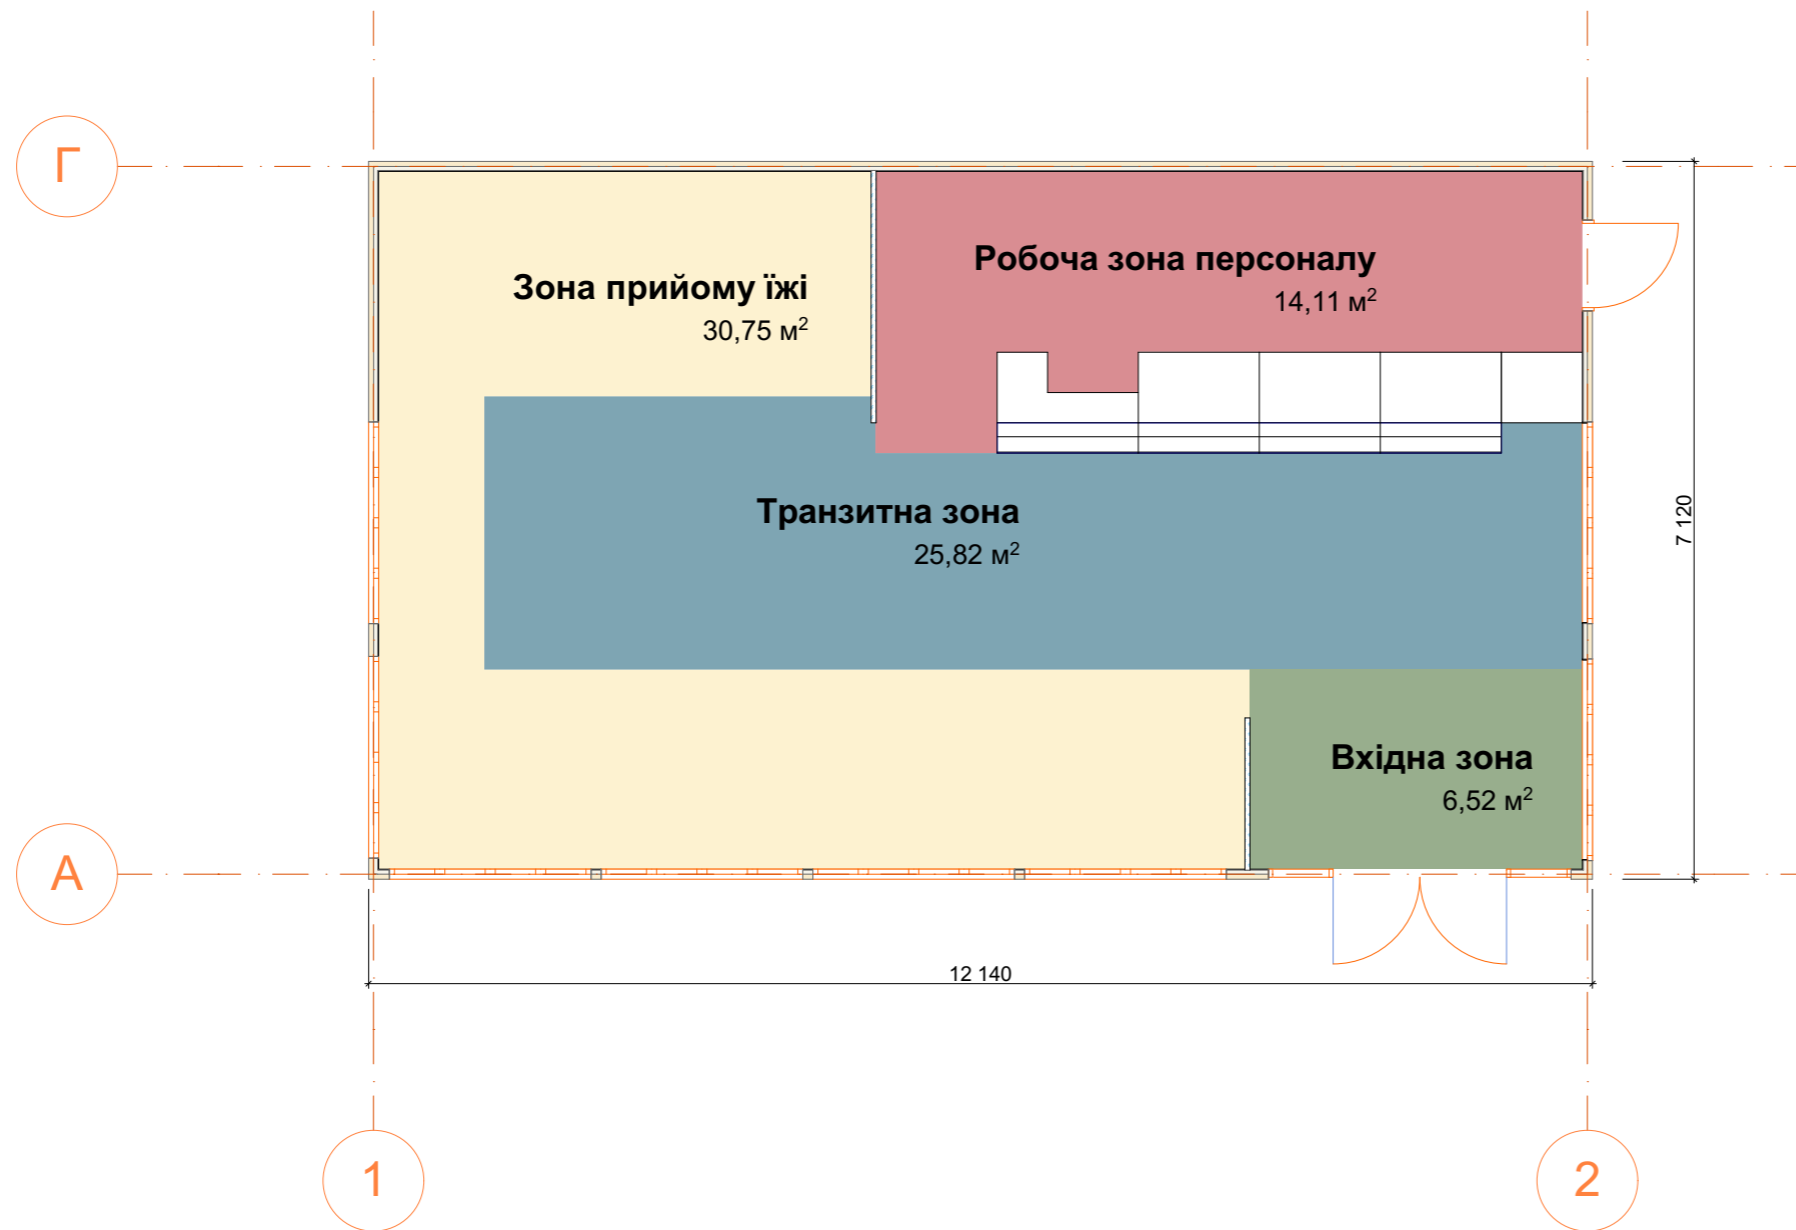 Г
Робоча зона персоналу
14,11 м²
Зона прийому їжі
30,75 м²
Транзитна зона
25,82 м²
7 120
Вхідна зона
6,52 м²
А
12 140
1
2